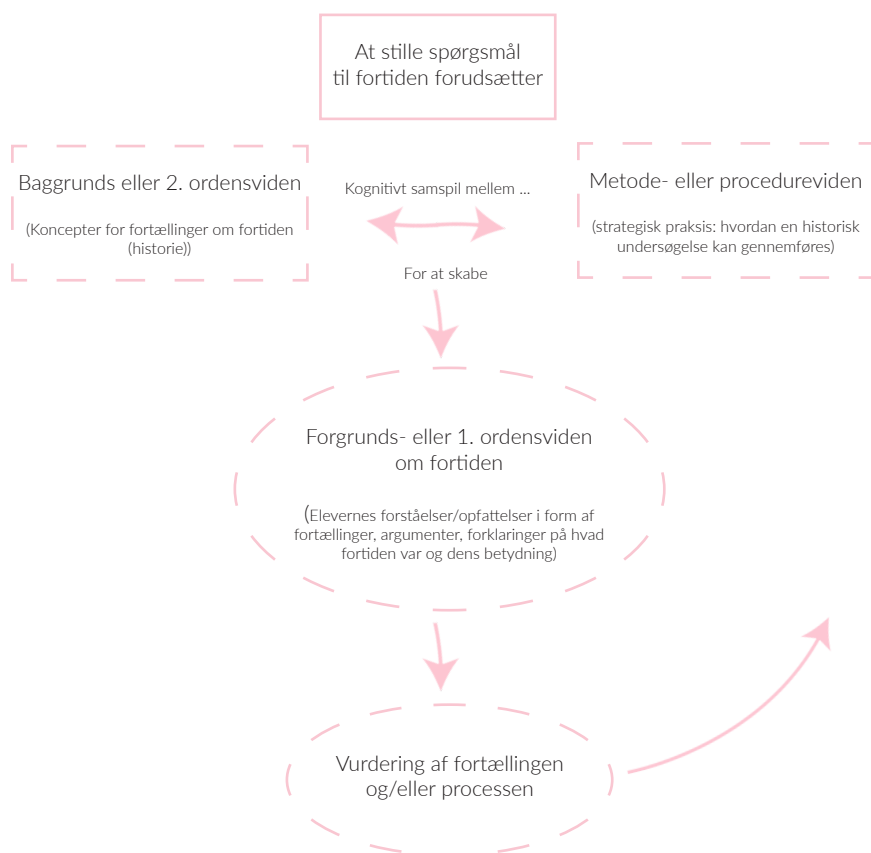 At stille spørgsmål
til fortiden forudsætter
Baggrunds eller 2. ordensviden
(Koncepter for fortællinger om fortiden
(historie))
Kognitivt samspil mellem ...
For at skabe
Metode- eller procedureviden
(strategisk praksis: hvordan en historisk
undersøgelse kan gennemføres)
Forgrunds- eller 1. ordensviden
om fortiden
(Elevernes forståelser/opfattelser i form af
fortællinger, argumenter, forklaringer på hvad
fortiden var og dens betydning)
Vurdering af fortællingen
og/eller processen